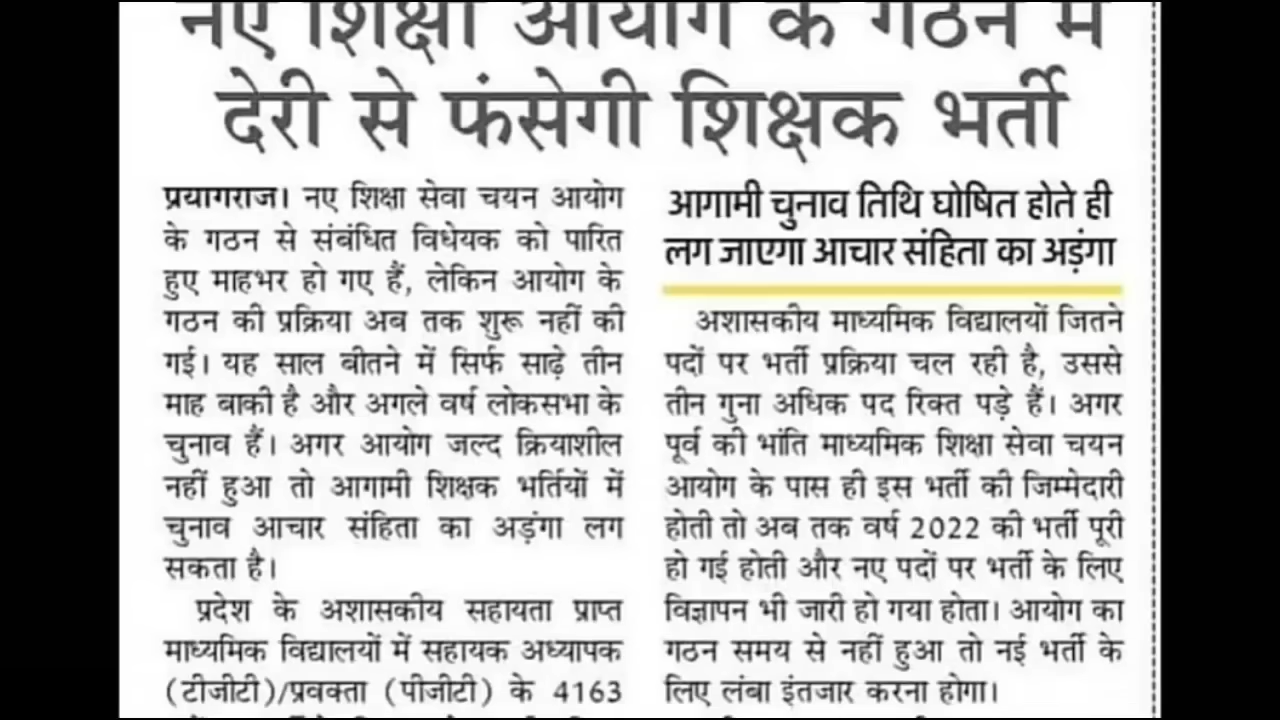 नए शिक्षा आयोग के गठन में
देरी से फंसेगी शिक्षक भर्ती
प्रयागराज। नए शिक्षा सेवा चयन आयोग
के गठन से संबंधित विधेयक को पारित
हुए माहभर हो गए हैं, लेकिन आयोग के
गठन की प्रक्रिया अब तक शुरू नहीं की
गई। यह साल बीतने में सिर्फ साढ़े तीन
माह बाकी है और अगले वर्ष लोकसभा के
चुनाव हैं। अगर आयोग जल्द क्रियाशील
नहीं हुआ तो आगामी शिक्षक भर्तियों में
चुनाव आचार संहिता का अड़ंगा लग
सकता है।
प्रदेश के अशासकीय सहायता प्राप्त
माध्यमिक विद्यालयों में सहायक अध्यापक
(टीजीटी)/प्रवक्ता (पीजीटी) के 4163
आगामी चुनाव तिथि घोषित होते ही
लग जाएगा आचार संहिता का अड़ंगा
अशासकीय माध्यमिक विद्यालयों जितने
पदों पर भर्ती प्रक्रिया चल रही है, उससे
तीन गुना अधिक पद रिक्त पड़े हैं। अगर
पूर्व की भांति माध्यमिक शिक्षा सेवा चयन
आयोग के पास ही इस भर्ती की जिम्मेदारी
होती तो अब तक वर्ष 2022 की भर्ती पूरी
हो गई होती और नए पदों पर भर्ती के लिए
विज्ञापन भी जारी हो गया होता। आयोग का
गठन समय से नहीं हुआ तो नई भर्ती के
लिए लंबा इंतजार करना होगा।